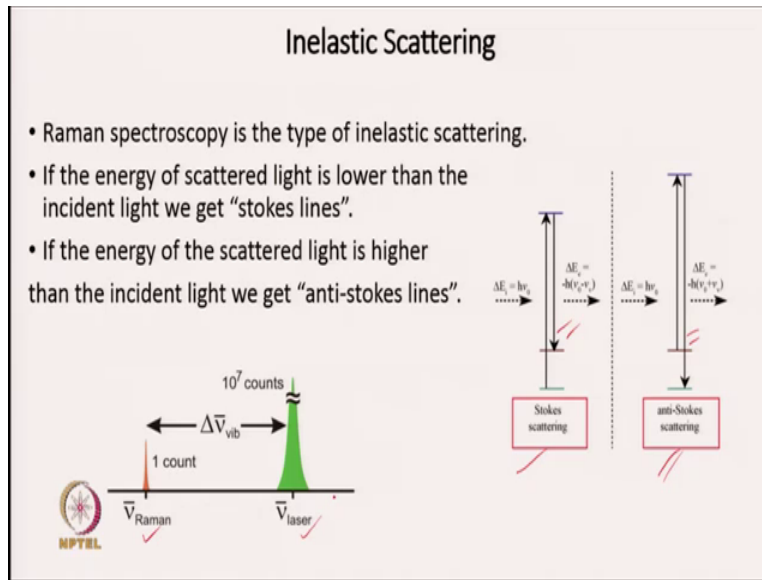 Inelastic Scattering
• Raman spectroscopy is the type of inelastic scattering.
• If the energy of scattered light is lower than the
incident light we get “stokes lines”.
• If the energy of the scattered light is higher
than the incident light we get “anti-stokes lines”.
ΔEᵢ = hν₀
ΔEₛ =
-h(ν₀-νᵥ)
Stokes
scattering
ΔEᵢ = hν₀
ΔEₛ =
-h(ν₀+νᵥ)
anti-Stokes
scattering
10⁷ counts
Δν̅vib
1 count
ν̅Raman
ν̅laser
NPTEL